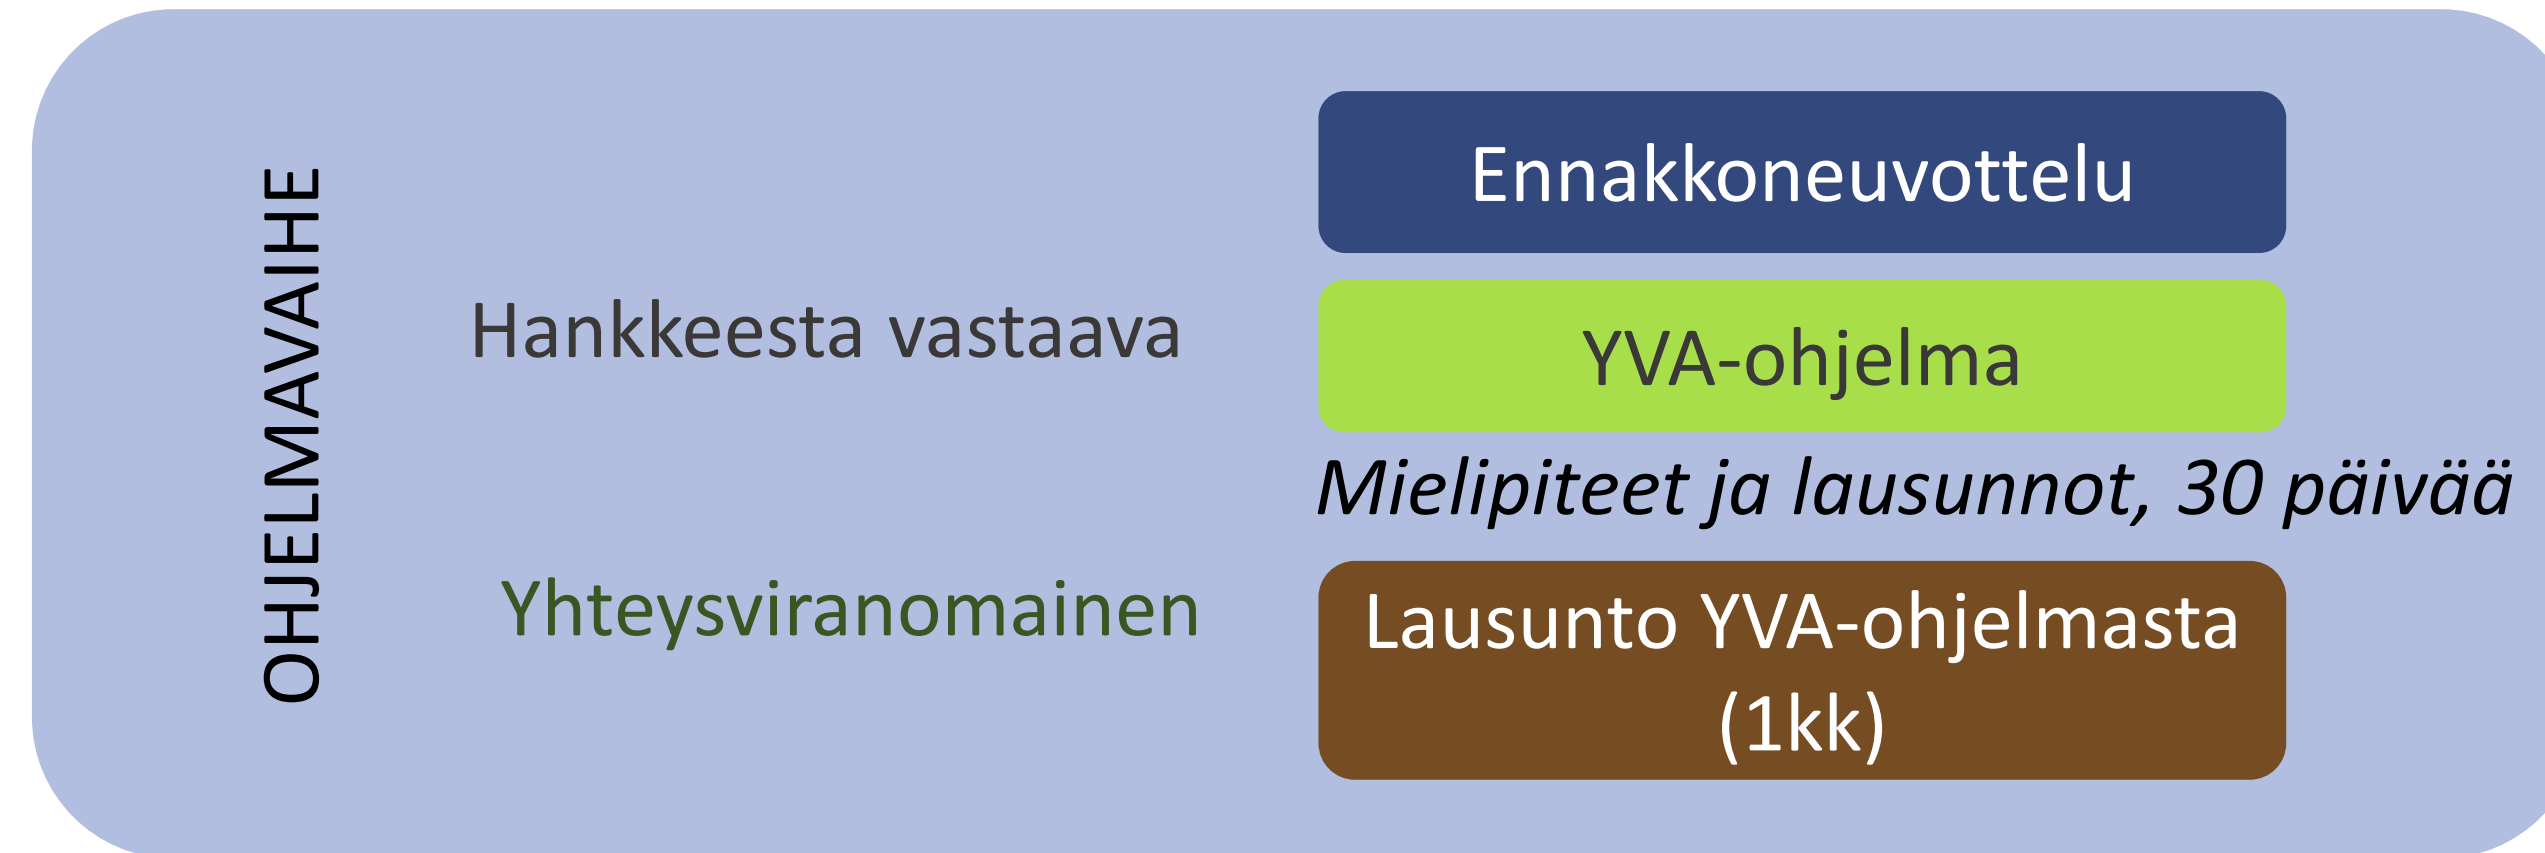 OHJELMAVAIHE
Ennakkoneuvottelu
Hankkeesta vastaava
YVA-ohjelma
Mielipiteet ja lausunnot, 30 päivää
Yhteysviranomainen
Lausunto YVA-ohjelmasta
(1kk)